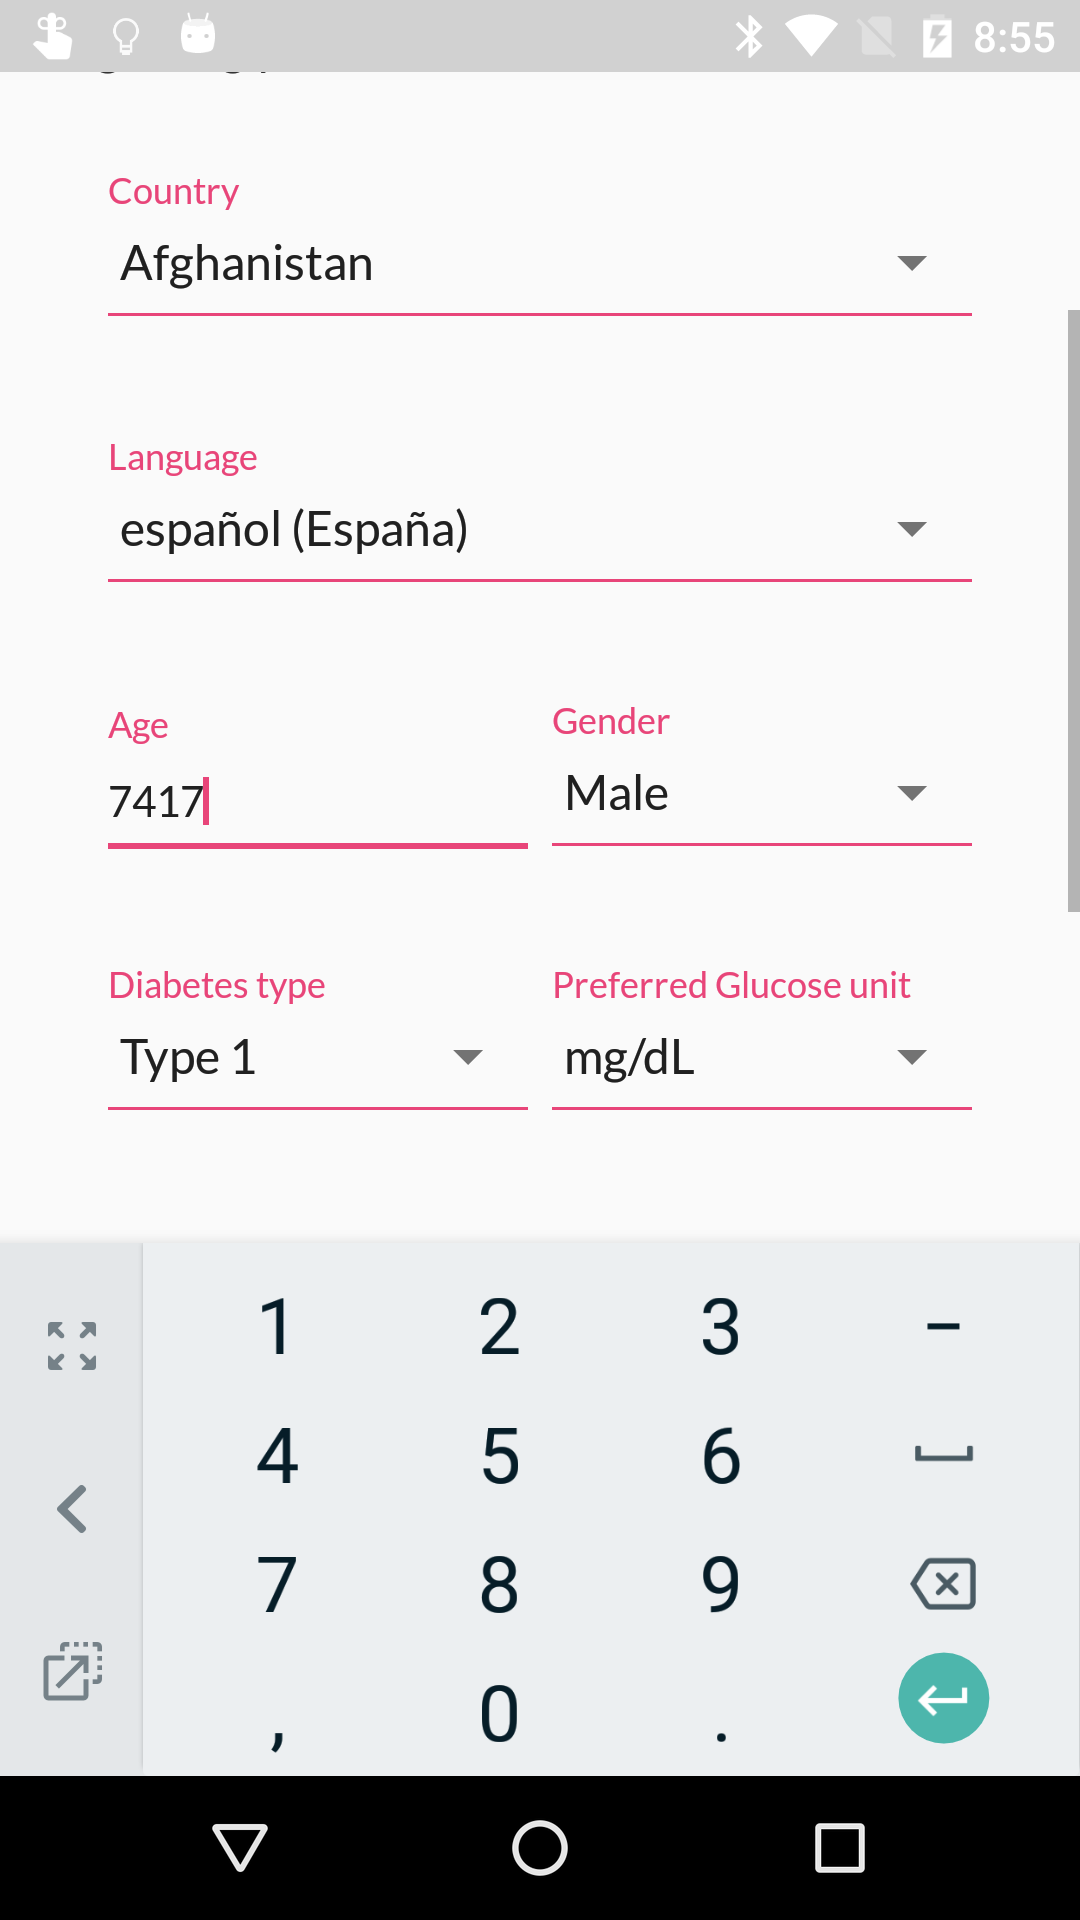 8:55
Country
Afghanistan
Language
español (España)
Age
Gender
7417
Male
Diabetes type
Preferred Glucose unit
Type 1
mg/dL
1 2 3 –
4 5 6
7 8 9
, 0 .